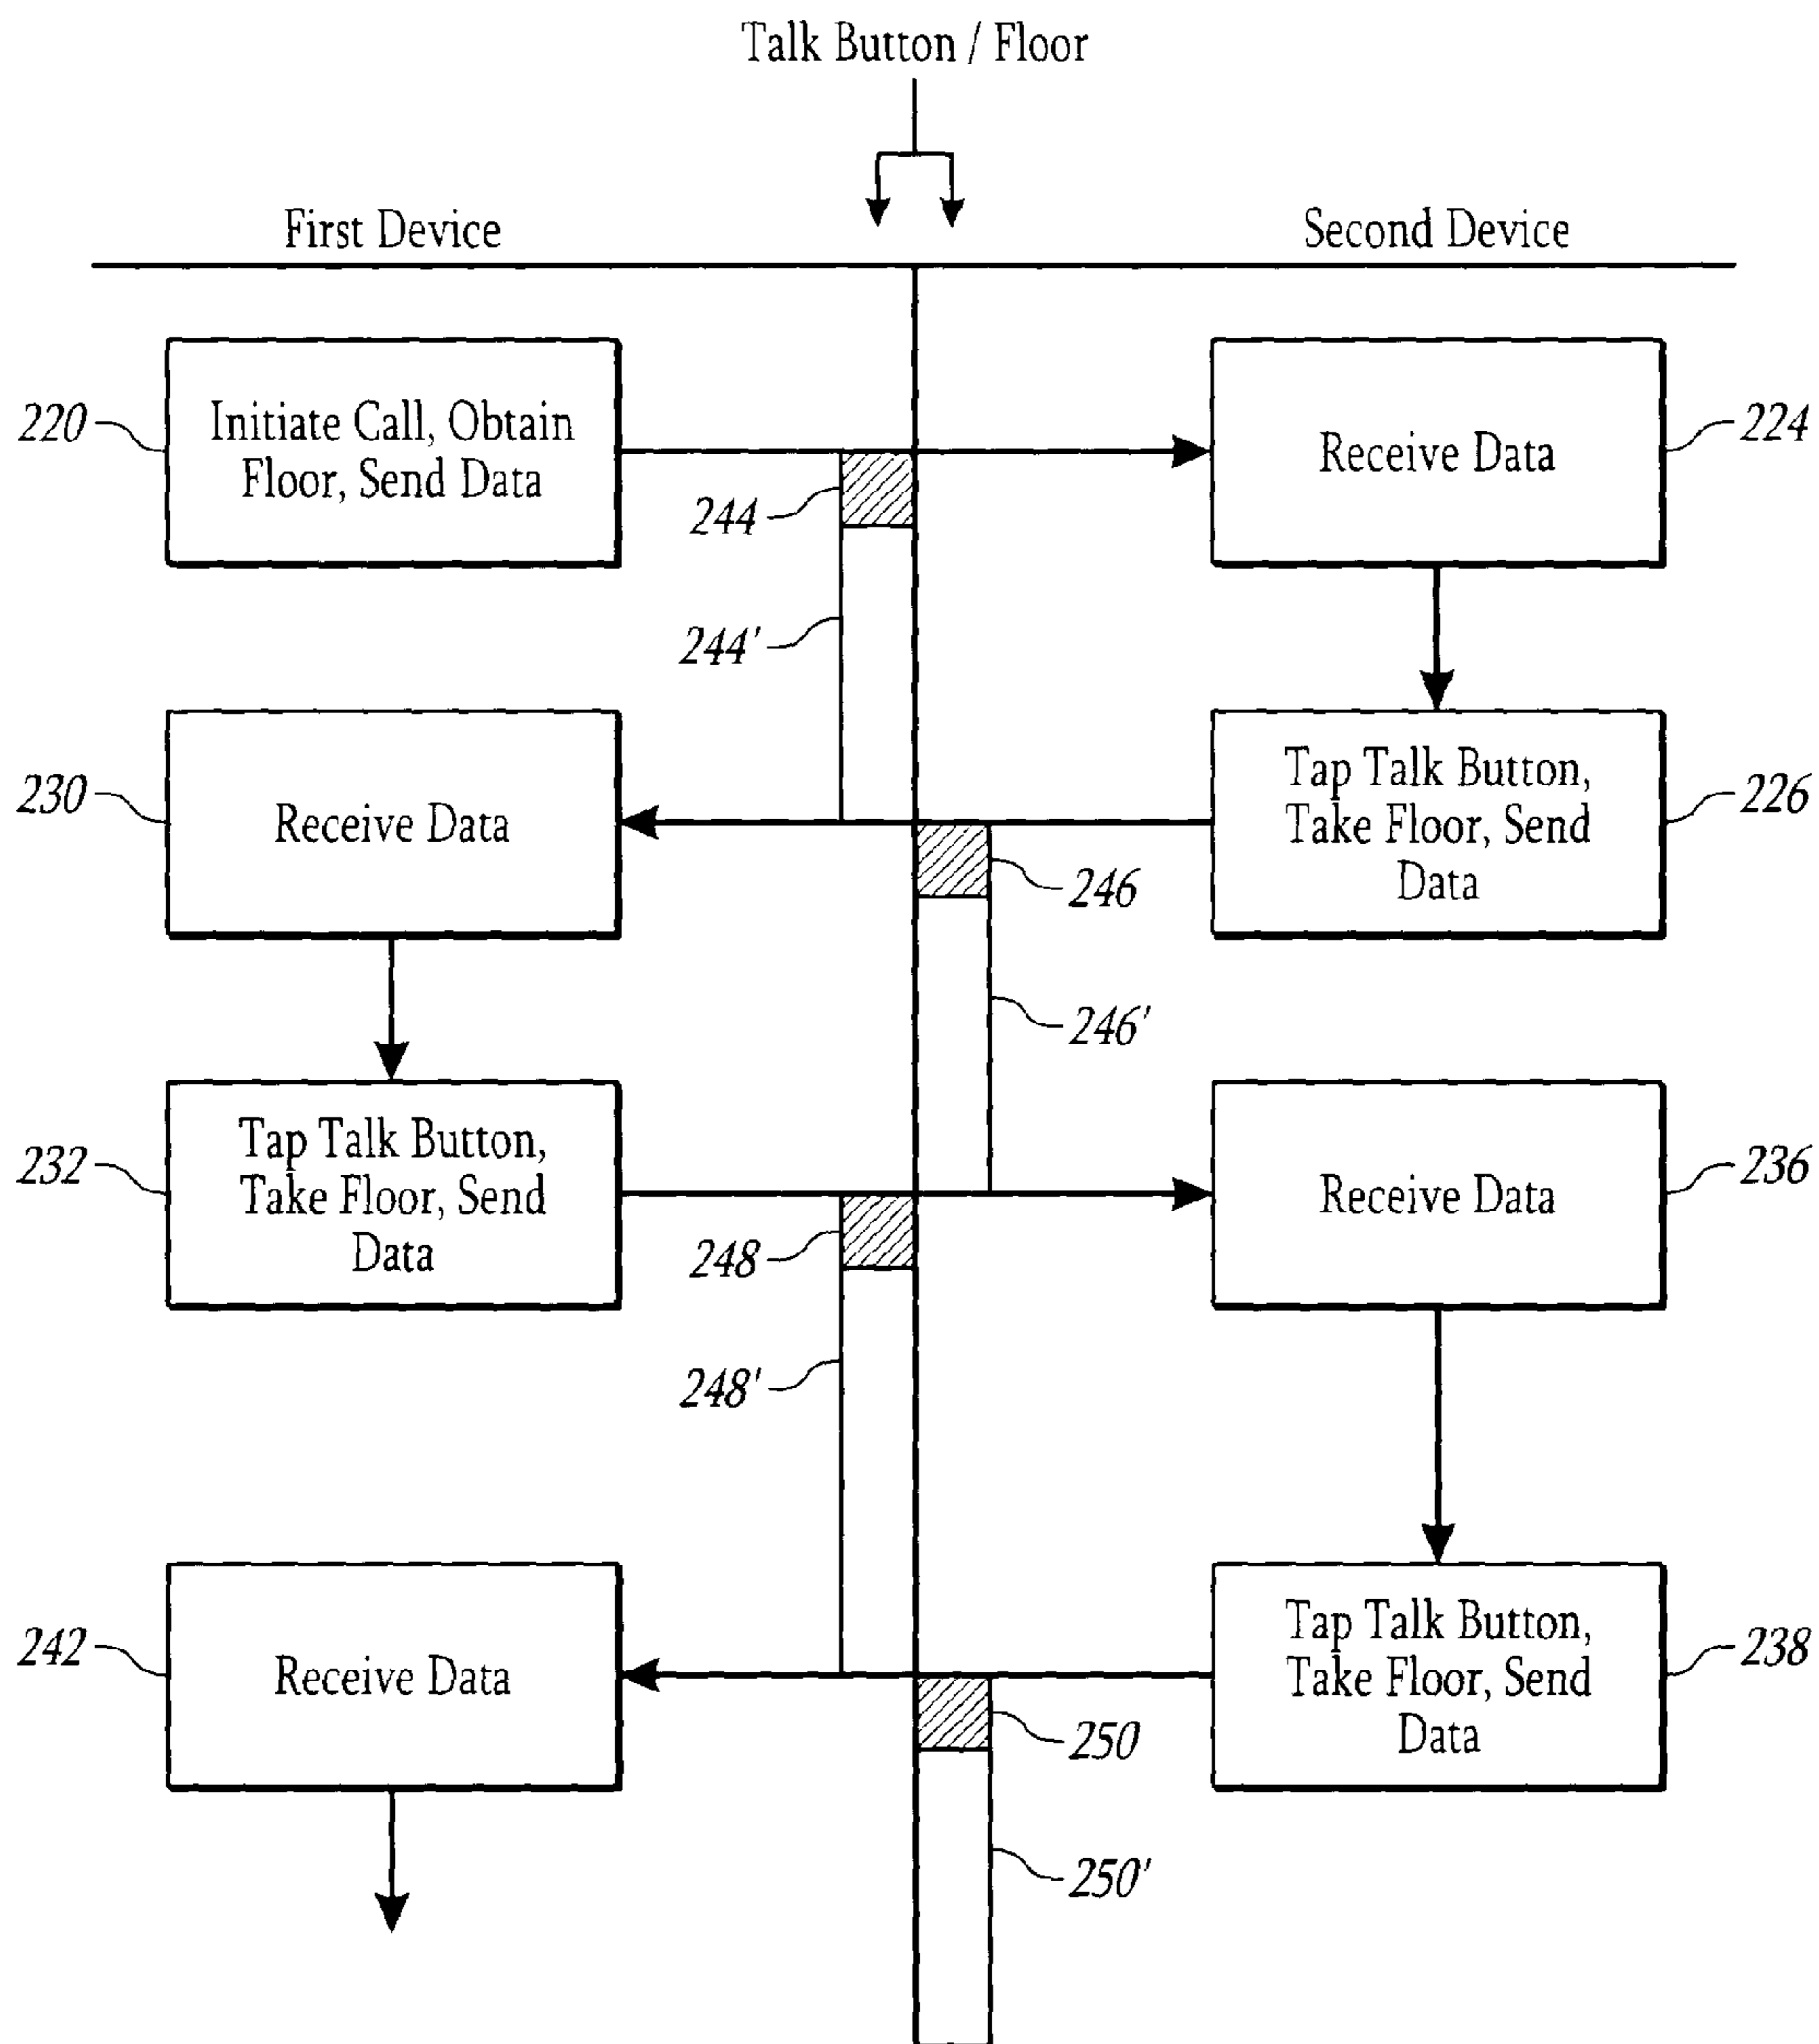 Talk Button / Floor
First Device
Second Device
220
Initiate Call, Obtain
Floor, Send Data
Receive Data
224
244
244'
230
Receive Data
Tap Talk Button,
Take Floor, Send
Data
226
246
246'
232
Tap Talk Button,
Take Floor, Send
Data
Receive Data
236
248
248'
242
Receive Data
Tap Talk Button,
Take Floor, Send
Data
238
250
250'